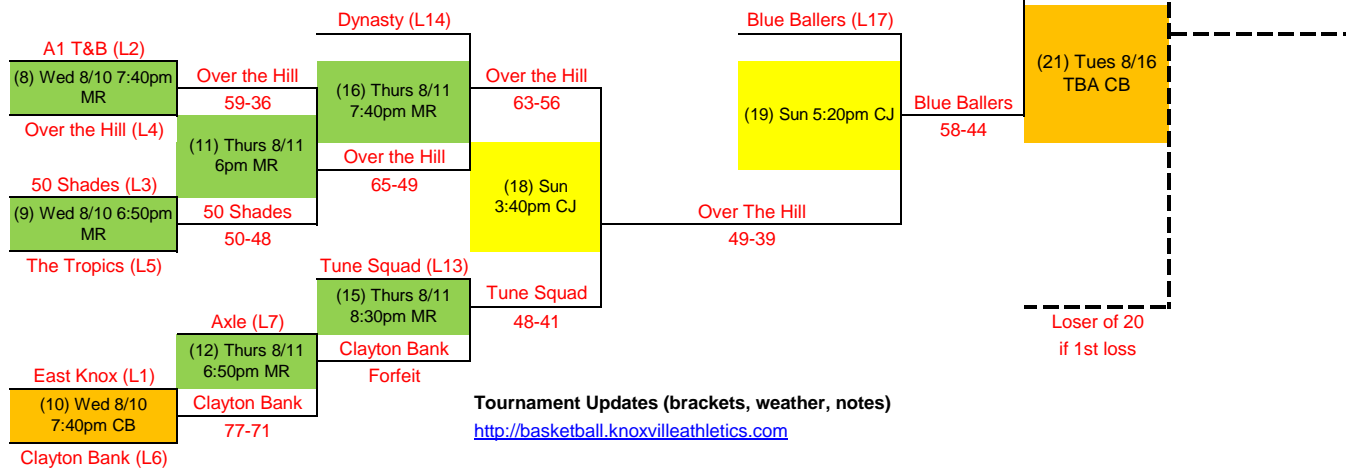 Dynasty (L14)
Blue Ballers (L17)
A1 T&B (L2)
(8) Wed 8/10 7:40pm
MR
Over the Hill
59-36
Over the Hill (L4)
(16) Thurs 8/11
7:40pm MR
Over the Hill
63-56
(19) Sun 5:20pm CJ
Blue Ballers
58-44
(21) Tues 8/16
TBA CB
(11) Thurs 8/11
6pm MR
Over the Hill
65-49
50 Shades (L3)
(9) Wed 8/10 6:50pm
MR
50 Shades
50-48
The Tropics (L5)
(18) Sun
3:40pm CJ
Over The Hill
49-39
Tune Squad (L13)
(15) Thurs 8/11
8:30pm MR
Tune Squad
48-41
Axle (L7)
(12) Thurs 8/11
6:50pm MR
Clayton Bank
Forfeit
Loser of 20
if 1st loss
East Knox (L1)
(10) Wed 8/10
7:40pm CB
Clayton Bank
77-71
Clayton Bank (L6)
Tournament Updates (brackets, weather, notes)
http://basketball.knoxvilleathletics.com